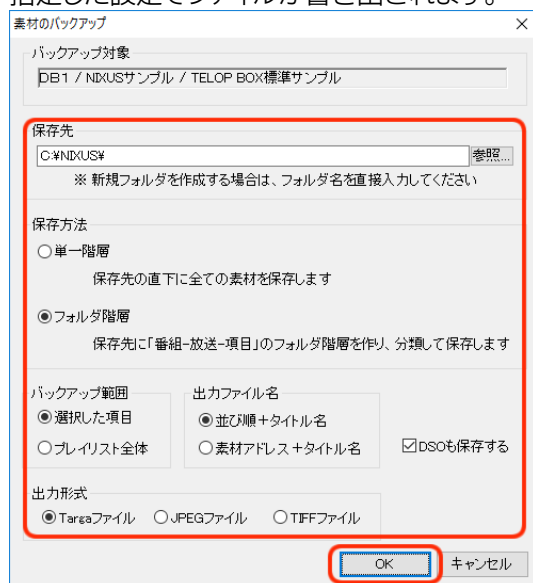 指定した設定でファイルが書き出されます。
素材のバックアップ
バックアップ対象
DB1 / NIXUSサンプル / TELOP BOX標準サンプル
保存先
C:¥NIXUS¥ 参照...
※ 新規フォルダを作成する場合は、フォルダ名を直接入力してください
保存方法
単一階層
保存先の直下に全ての素材を保存します
フォルダ階層
保存先に「番組-放送-項目」のフォルダ階層を作り、分類して保存します
バックアップ範囲 出力ファイル名
選択した項目 並び順+タイトル名
プレイリスト全体 素材アドレス+タイトル名 DSOも保存する
出力形式
Targaファイル JPEGファイル TIFFファイル
OK キャンセル